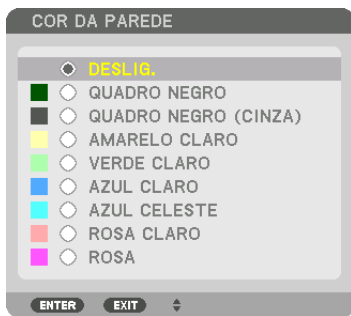 COR DA PAREDE
DESLIG.
QUADRO NEGRO
QUADRO NEGRO (CINZA)
AMARELO CLARO
VERDE CLARO
AZUL CLARO
AZUL CELESTE
ROSA CLARO
ROSA
ENTER EXIT